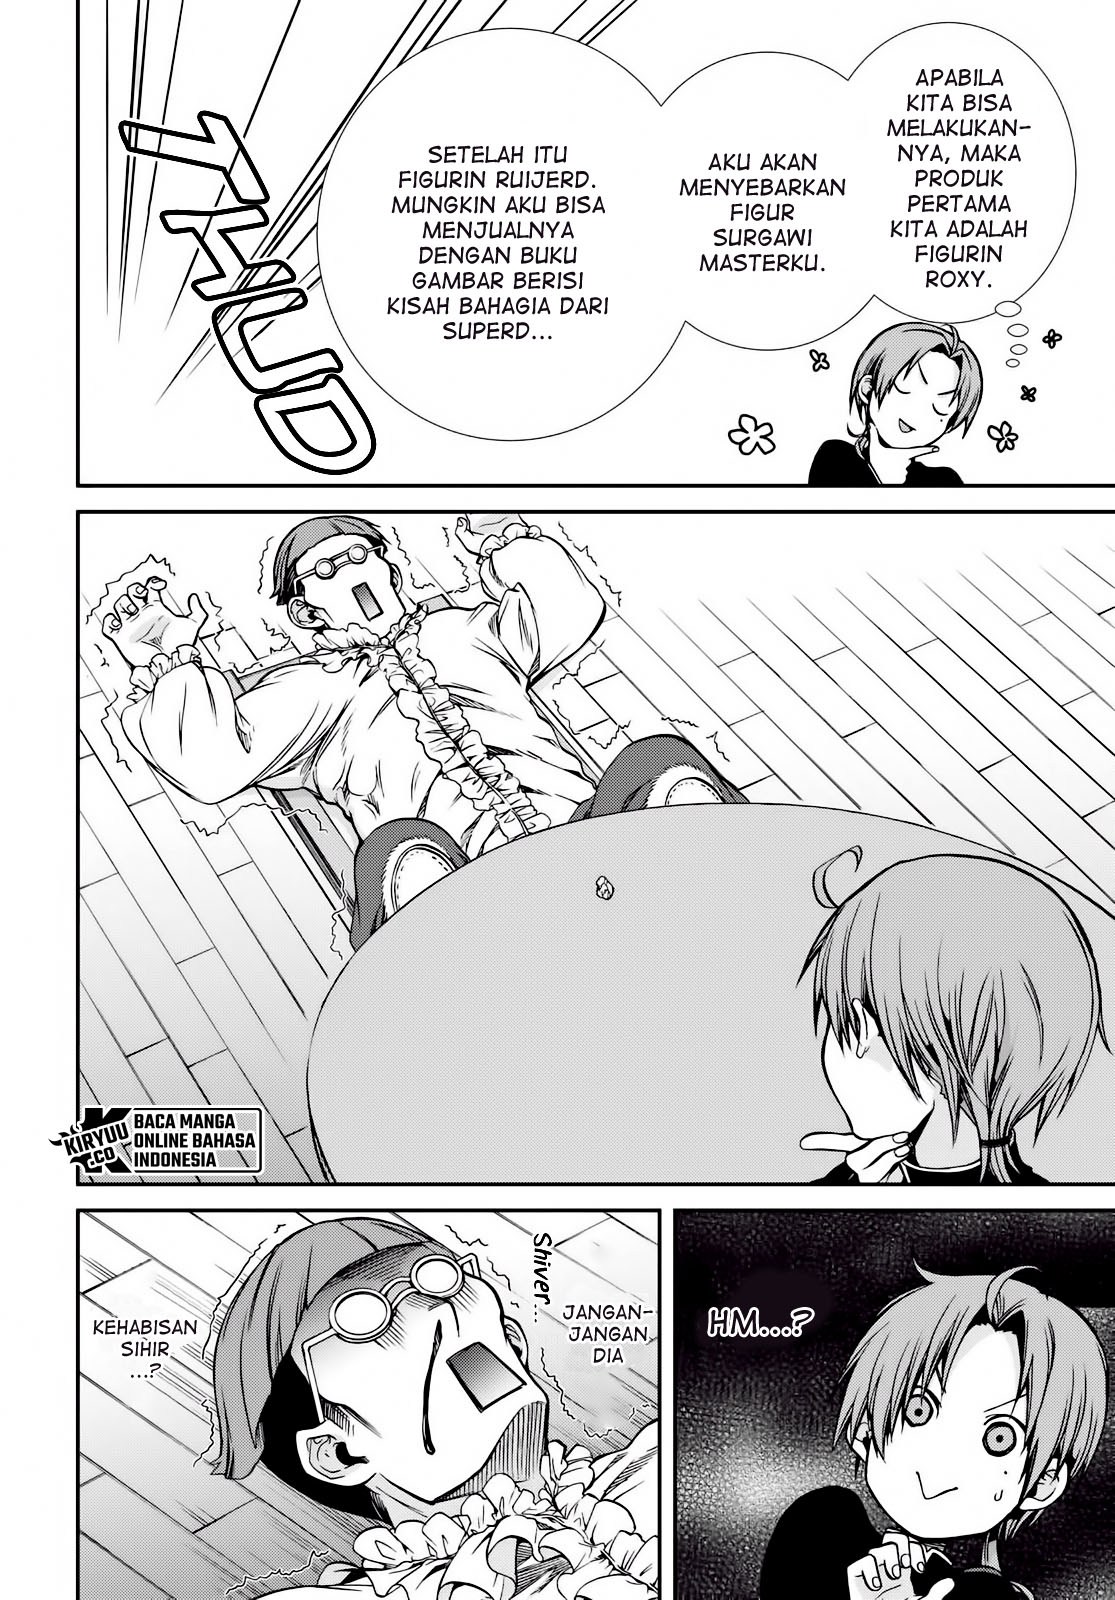 APABILA
KITA BISA
MELAKUKAN-
NYA, MAKA
PRODUK
PERTAMA
KITA ADALAH
FIGURIN
ROXY.
AKU AKAN
MENYEBARKAN
FIGUR
SURGAWI
MASTERKU.
SETELAH ITU
FIGURIN RUIJERD.
MUNGKIN AKU BISA
MENJUALNYA
DENGAN BUKU
GAMBAR BERISI
KISAH BAHAGIA DARI
SUPERD...
THUD
KIRYUU
.CO
BACA MANGA
ONLINE BAHASA
INDONESIA
HM....?
Shiver...
JANGAN-
JANGAN
DIA
KEHABISAN
SIHIR
...?